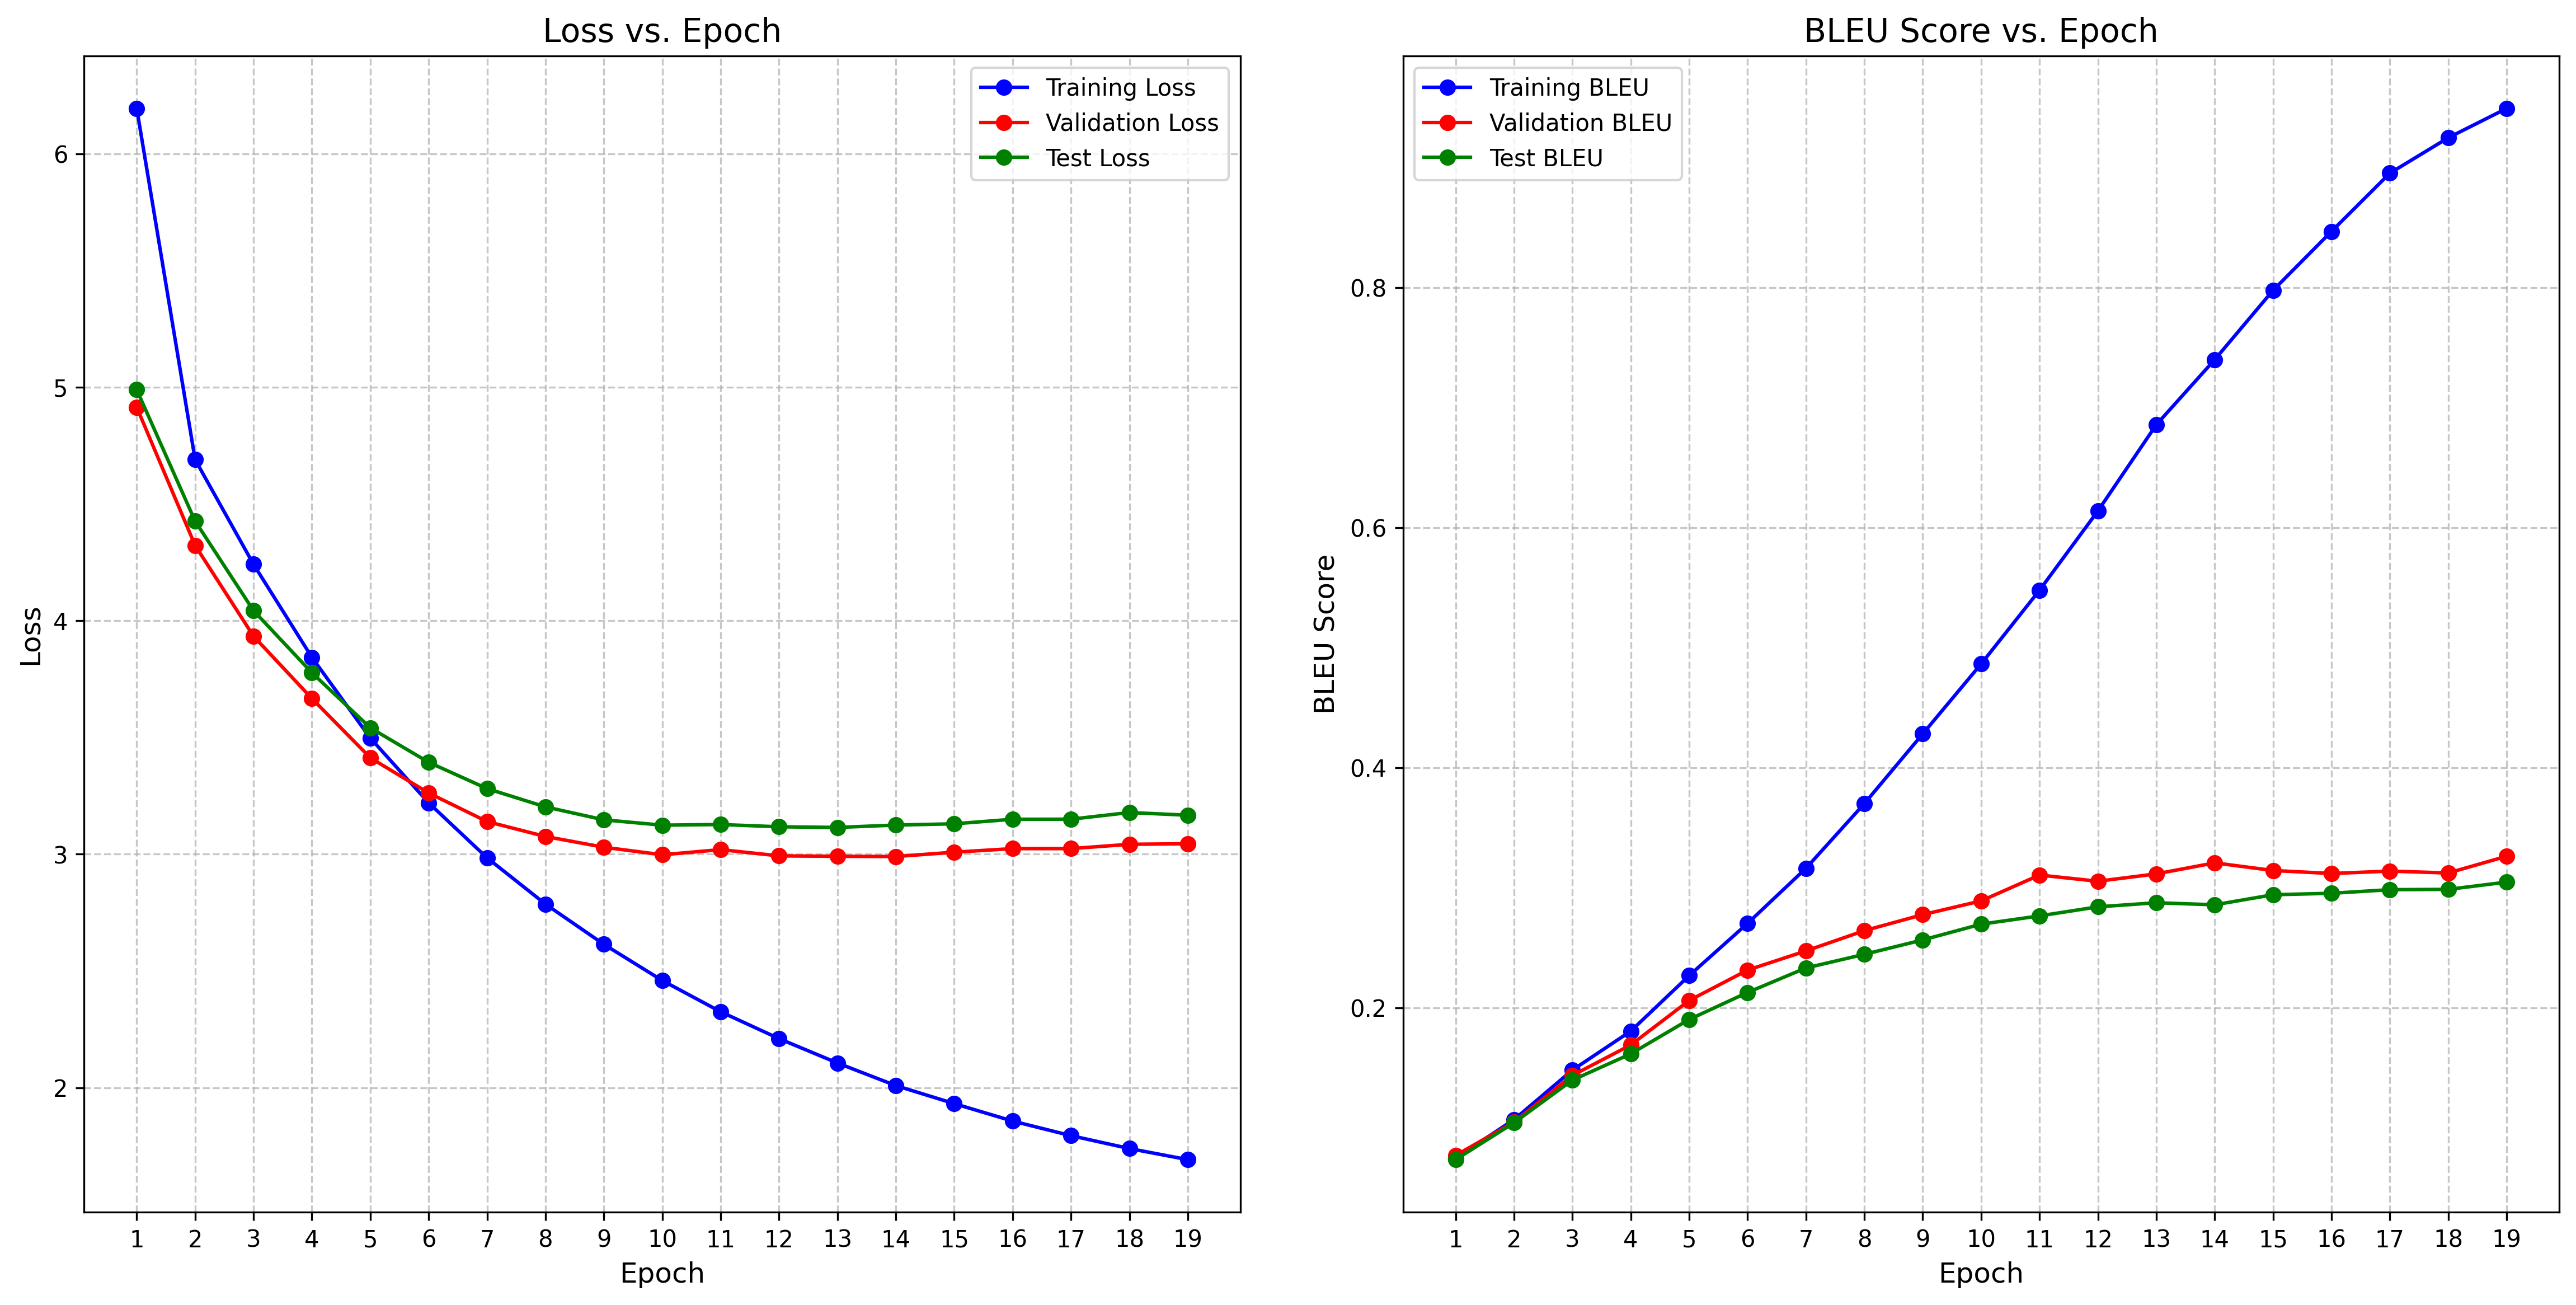 Loss vs. Epoch
Training Loss
Validation Loss
Test Loss
6
5
4
3
2
Loss
1 2 3 4 5 6 7 8 9 10 11 12 13 14 15 16 17 18 19
Epoch
BLEU Score vs. Epoch
Training BLEU
Validation BLEU
Test BLEU
0.8
0.6
0.4
0.2
BLEU Score
1 2 3 4 5 6 7 8 9 10 11 12 13 14 15 16 17 18 19
Epoch